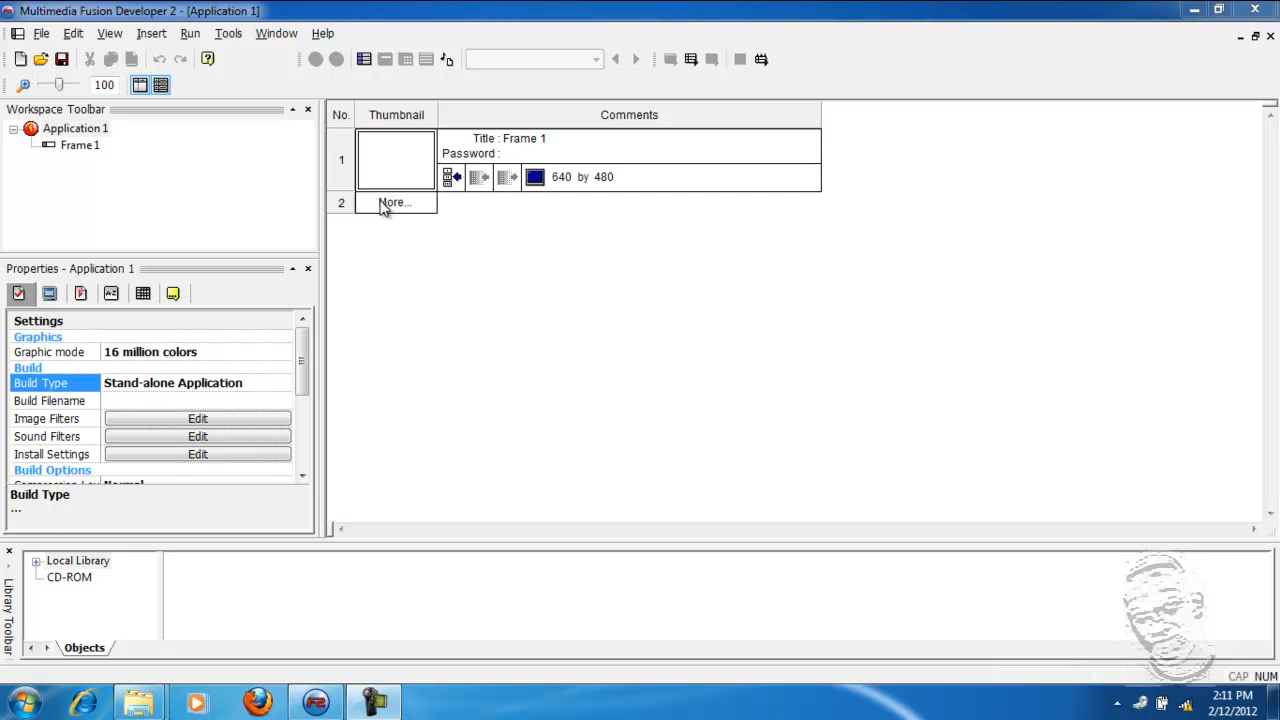 Multimedia Fusion Developer 2 - [Application 1]
File Edit View Insert Run Tools Window Help
100
Workspace Toolbar
Application 1
Frame 1
No. Thumbnail Comments
1
Title : Frame 1
Password :
640 by 480
2 More...
Properties - Application 1
Settings
Graphics
Graphic mode 16 million colors
Build
Build Type Stand-alone Application
Build Filename
Image Filters Edit
Sound Filters Edit
Install Settings Edit
Build Options
Normal
Build Type
...
Library Toolbar
Local Library
CD-ROM
Objects
CAP NUM
2:11 PM
2/12/2012